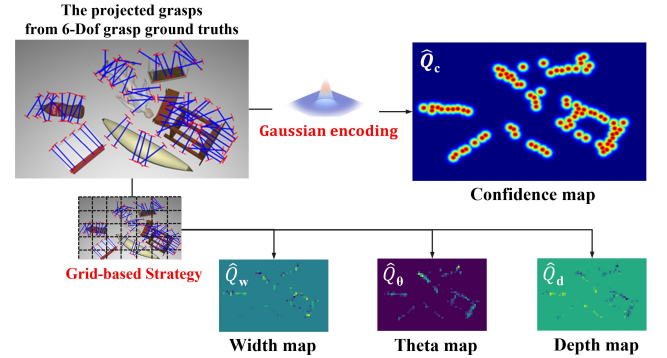 The projected grasps
from 6-Dof grasp ground truths
Gaussian encoding
Q̂c
Confidence map
Grid-based Strategy
Q̂w
Q̂θ
Q̂d
Width map
Theta map
Depth map